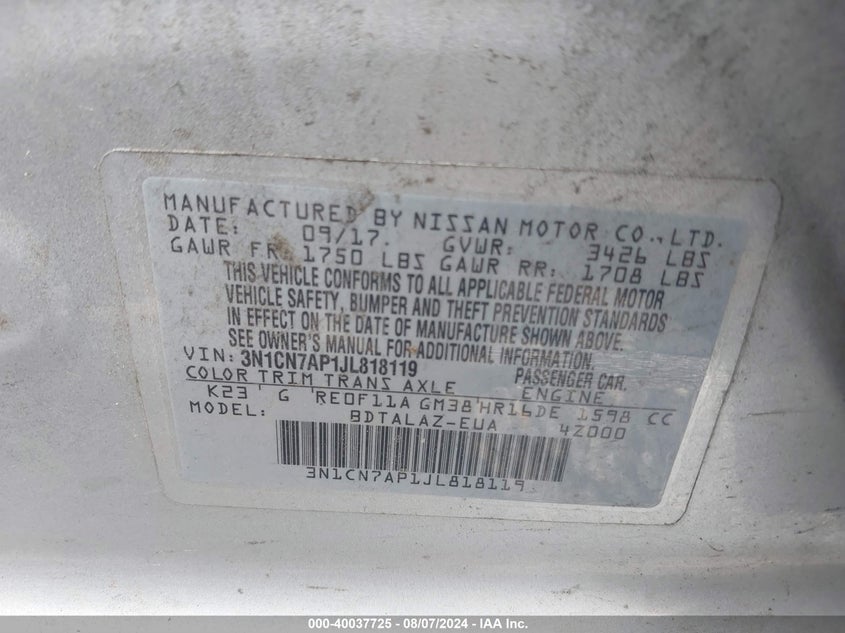 MANUFACTURED BY NISSAN MOTOR CO., LTD.
DATE: 09/17. GVWR: 3426 LBS
GAWR FR 1750 LBS GAWR RR: 1708 LBS
THIS VEHICLE CONFORMS TO ALL APPLICABLE FEDERAL MOTOR
VEHICLE SAFETY, BUMPER AND THEFT PREVENTION STANDARDS
IN EFFECT ON THE DATE OF MANUFACTURE SHOWN ABOVE.
SEE OWNER'S MANUAL FOR ADDITIONAL INFORMATION.
VIN: 3N1CN7AP1JL818119 PASSENGER CAR.
COLOR TRIM TRANS AXLE ENGINE
K23 ' G 'RE0F11A GM38'HR16DE 1598 CC
MODEL: BDTALAZ-EUA 4Z000
3N1CN7AP1JL818119
000-40037725 - 08/07/2024 - IAA Inc.